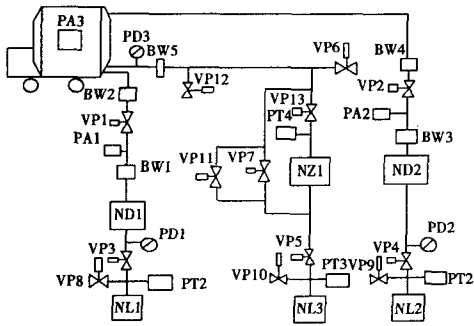 PA3
PD3
BW5
VP6
BW4
BW2
VP12
VP2
VP1
VP13
PA2
PT4
BW3
PA1
VP11
VP7
BW1
NZ1
ND2
ND1
PD1
PD2
VP3
VP5
VP4
VP8
PT2
VP10
PT3
VP9
PT2
NL1
NL3
NL2